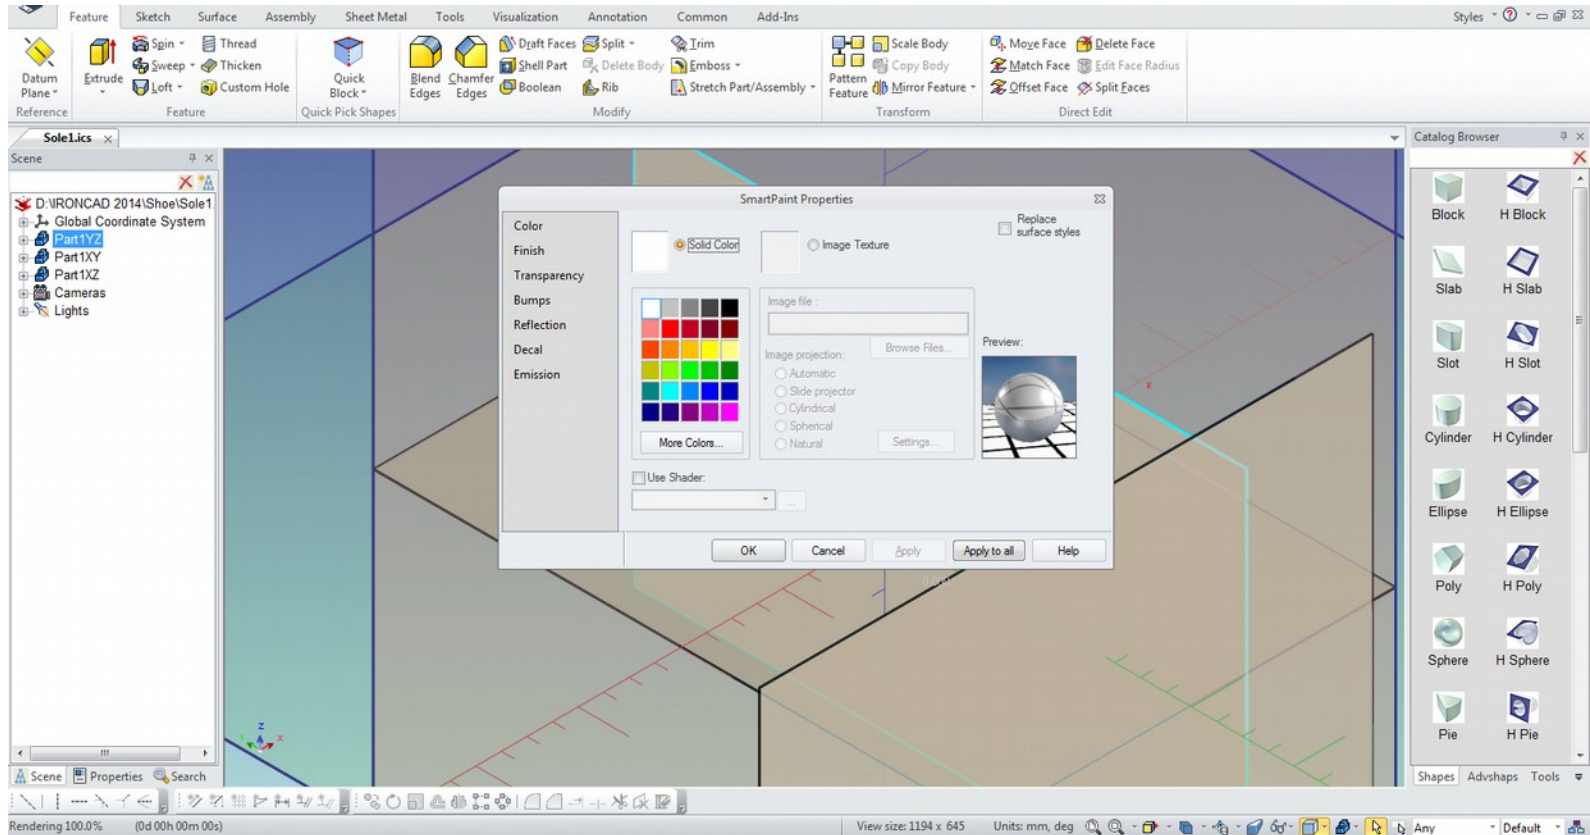 Feature Sketch Surface Assembly Sheet Metal Tools Visualization Annotation Common Add-Ins Styles
Spin Thread Draft Faces Split Trim Scale Body Move Face Delete Face
Datum Plane Extrude Sweep Thicken Quick Block Blend Edges Chamfer Edges Shell Part Delete Body Emboss Pattern Feature Copy Body Match Face Edit Face Radius
Loft Custom Hole Boolean Rib Stretch Part/Assembly Mirror Feature Offset Face Split Faces
Reference Feature Quick Pick Shapes Modify Transform Direct Edit
Sole1.ics Catalog Browser
Scene
D:\IRONCAD 2014\Shoe\Sole1
Global Coordinate System
Part1YZ
Part1XY
Part1XZ
Cameras
Lights
SmartPaint Properties
Color
Finish
Transparency
Bumps
Reflection
Decal
Emission
Solid Color Image Texture
Replace
surface styles
Image file :
Browse Files...
Image projection:
Automatic
Slide projector
Cylindrical
Spherical
Natural
Settings...
Preview:
More Colors...
Use Shader:
...
OK Cancel Apply Apply to all Help
0.000
X
Z
Y X
Block H Block
Slab H Slab
Slot H Slot
Cylinder H Cylinder
Ellipse H Ellipse
Poly H Poly
Sphere H Sphere
Pie H Pie
Scene Properties Search
Shapes Advshaps Tools
Rendering 100.0% (0d 00h 00m 00s) View size: 1194 x 645 Units: mm, deg Any Default